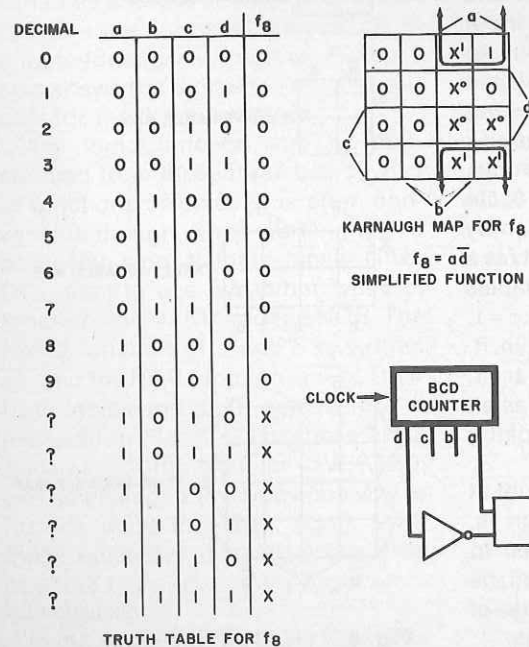 DECIMAL a b c d f₈
0 0 0 0 0 0
1 0 0 0 1 0
2 0 0 1 0 0
3 0 0 1 1 0
4 0 1 0 0 0
5 0 1 0 1 0
6 0 1 1 0 0
7 0 1 1 1 0
8 1 0 0 0 1
9 1 0 0 1 0
? 1 0 1 0 X
? 1 0 1 1 X
? 1 1 0 0 X
? 1 1 0 1 X
? 1 1 1 0 X
? 1 1 1 1 X
TRUTH TABLE FOR f₈
a
0 0 X¹ 1
0 0 X⁰ 0
d
c
0 0 X⁰ X⁰
0 0 X¹ X¹
b
KARNAUGH MAP FOR f₈
f₈ = ad
SIMPLIFIED FUNCTION
CLOCK
BCD
COUNTER
d c b a